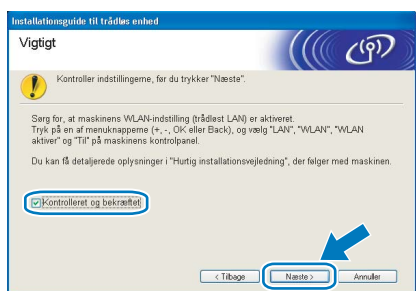 Installationsguide til trådløs enhed
Vigtigt
Kontroller indstillingerne, før du trykker "Næste".
Sørg for, at maskinens WLAN-indstilling (trådløst LAN) er aktiveret.
Tryk på en af menuknapperne (+, -, OK eller Back), og vælg "LAN", "WLAN", "WLAN
aktiver" og "Til" på maskinens kontrolpanel.
Du kan få detaljerede oplysninger i "Hurtig installationsvejledning", der følger med maskinen.
Kontrolleret og bekræftet
< Tilbage Næste > Annuller